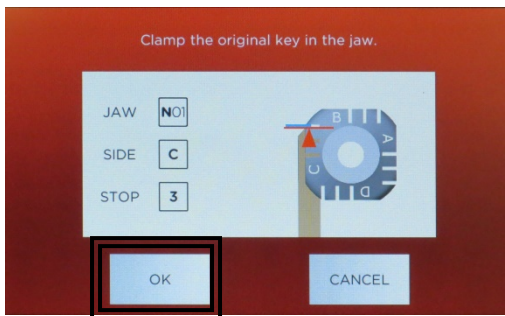 Clamp the original key in the jaw.
JAW N01
SIDE C
STOP 3
B
A
C
D
OK
CANCEL